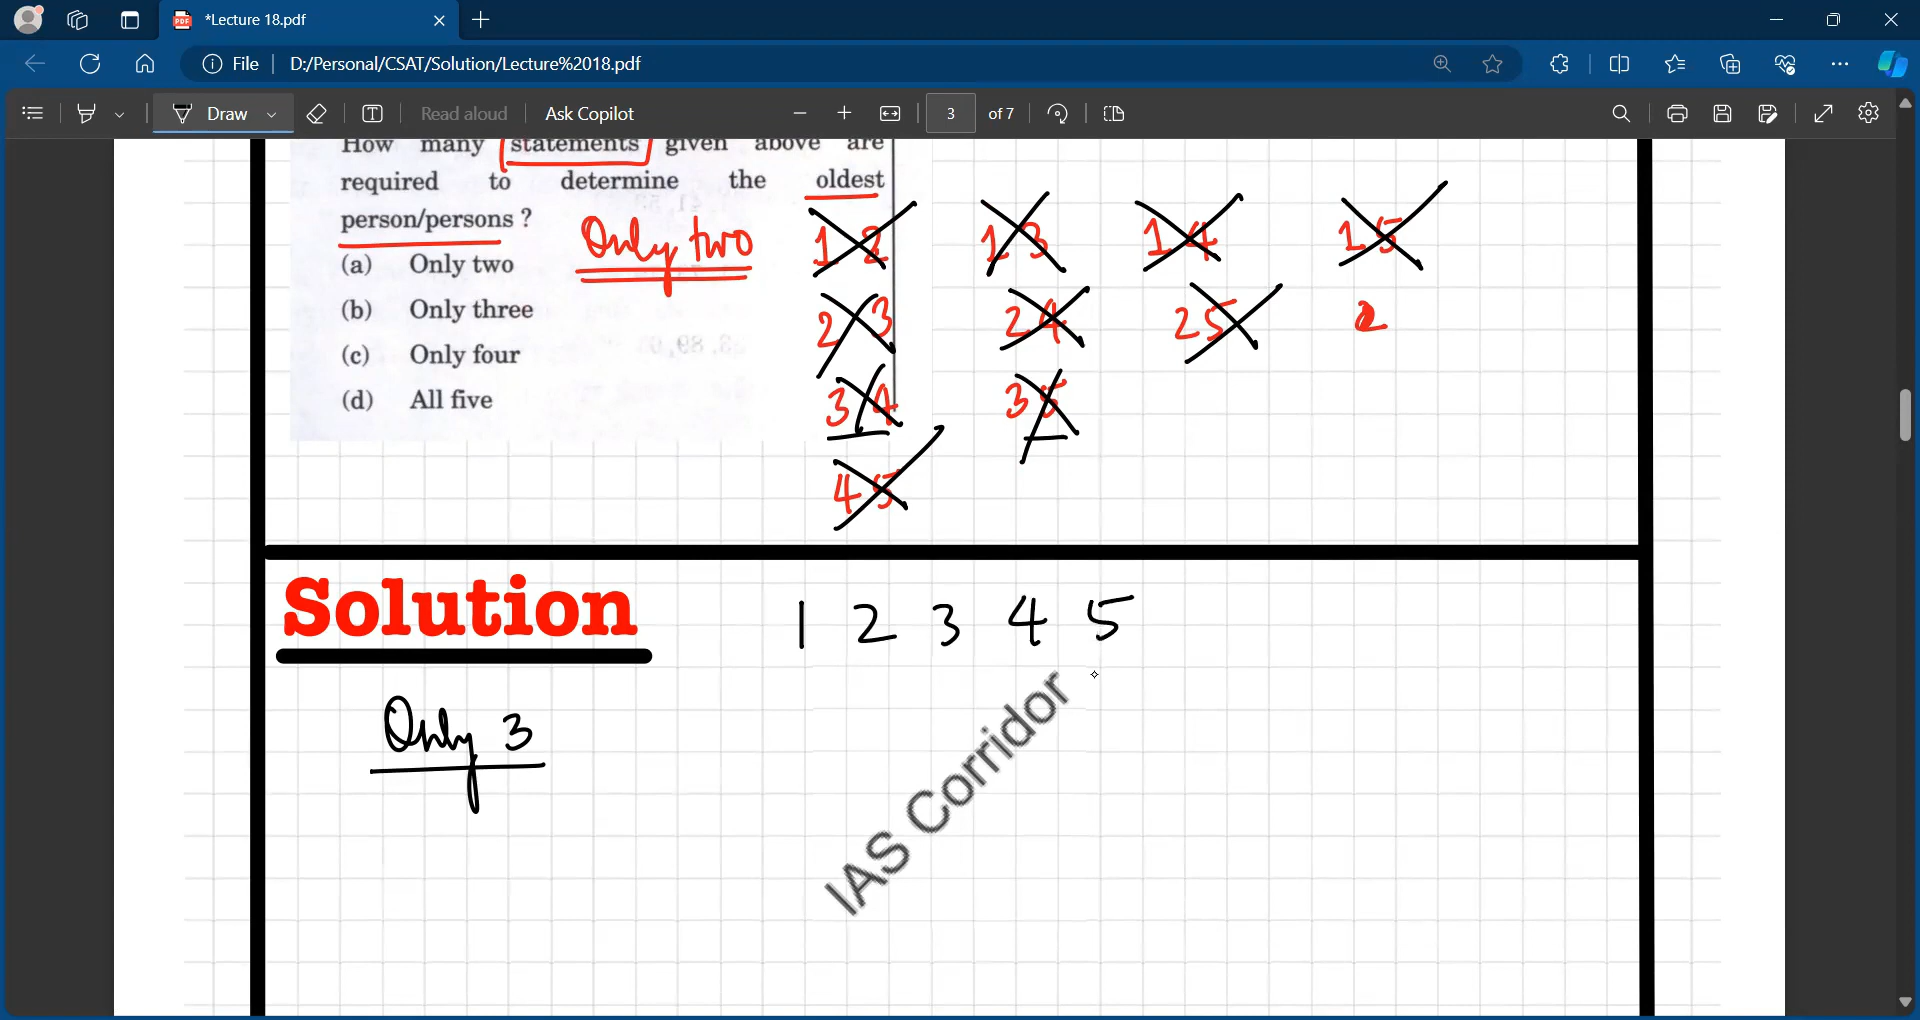 *Lecture 18.pdf
File D:/Personal/CSAT/Solution/Lecture%2018.pdf
Draw Read aloud Ask Copilot 3 of 7
How many statements given above are
required to determine the oldest
person/persons ?
Only two
(a) Only two
(b) Only three
(c) Only four
(d) All five
1 2 1 3 1 4 1 5
2 3 2 4 2 5 2
3 4 3 5
4 5
Solution
1 2 3 4 5
Only 3
IAS Corridor